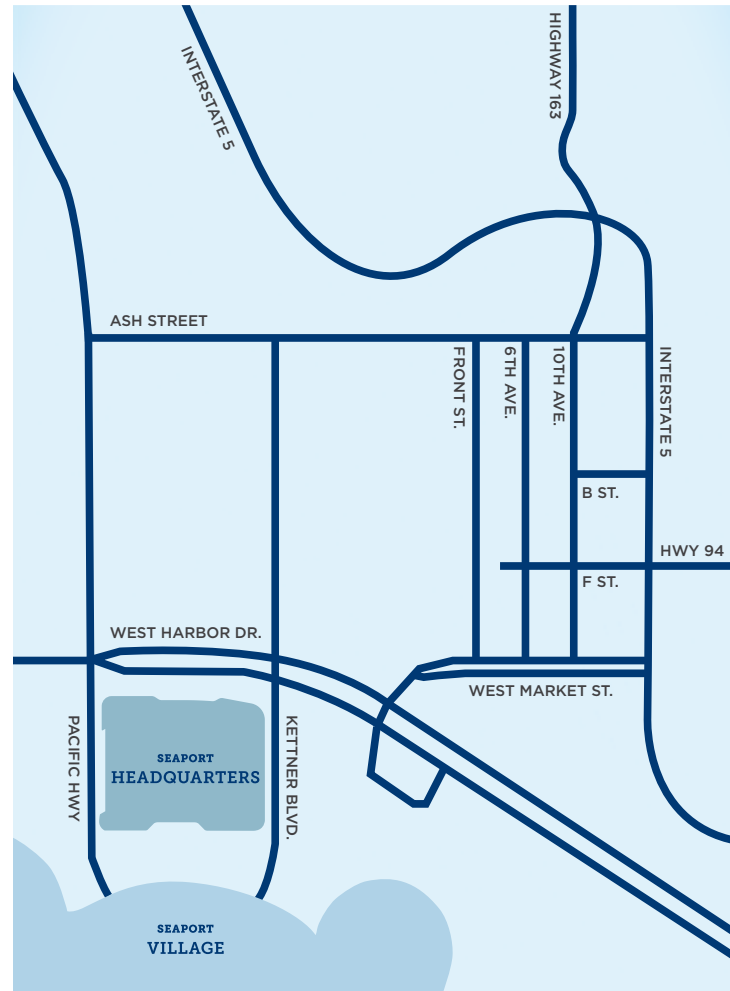 INTERSTATE 5
HIGHWAY 163
ASH STREET
FRONT ST.
6TH AVE.
10TH AVE.
INTERSTATE 5
B ST.
HWY 94
F ST.
WEST HARBOR DR.
WEST MARKET ST.
PACIFIC HWY
SEAPORT
HEADQUARTERS
KETTNER BLVD.
SEAPORT
VILLAGE